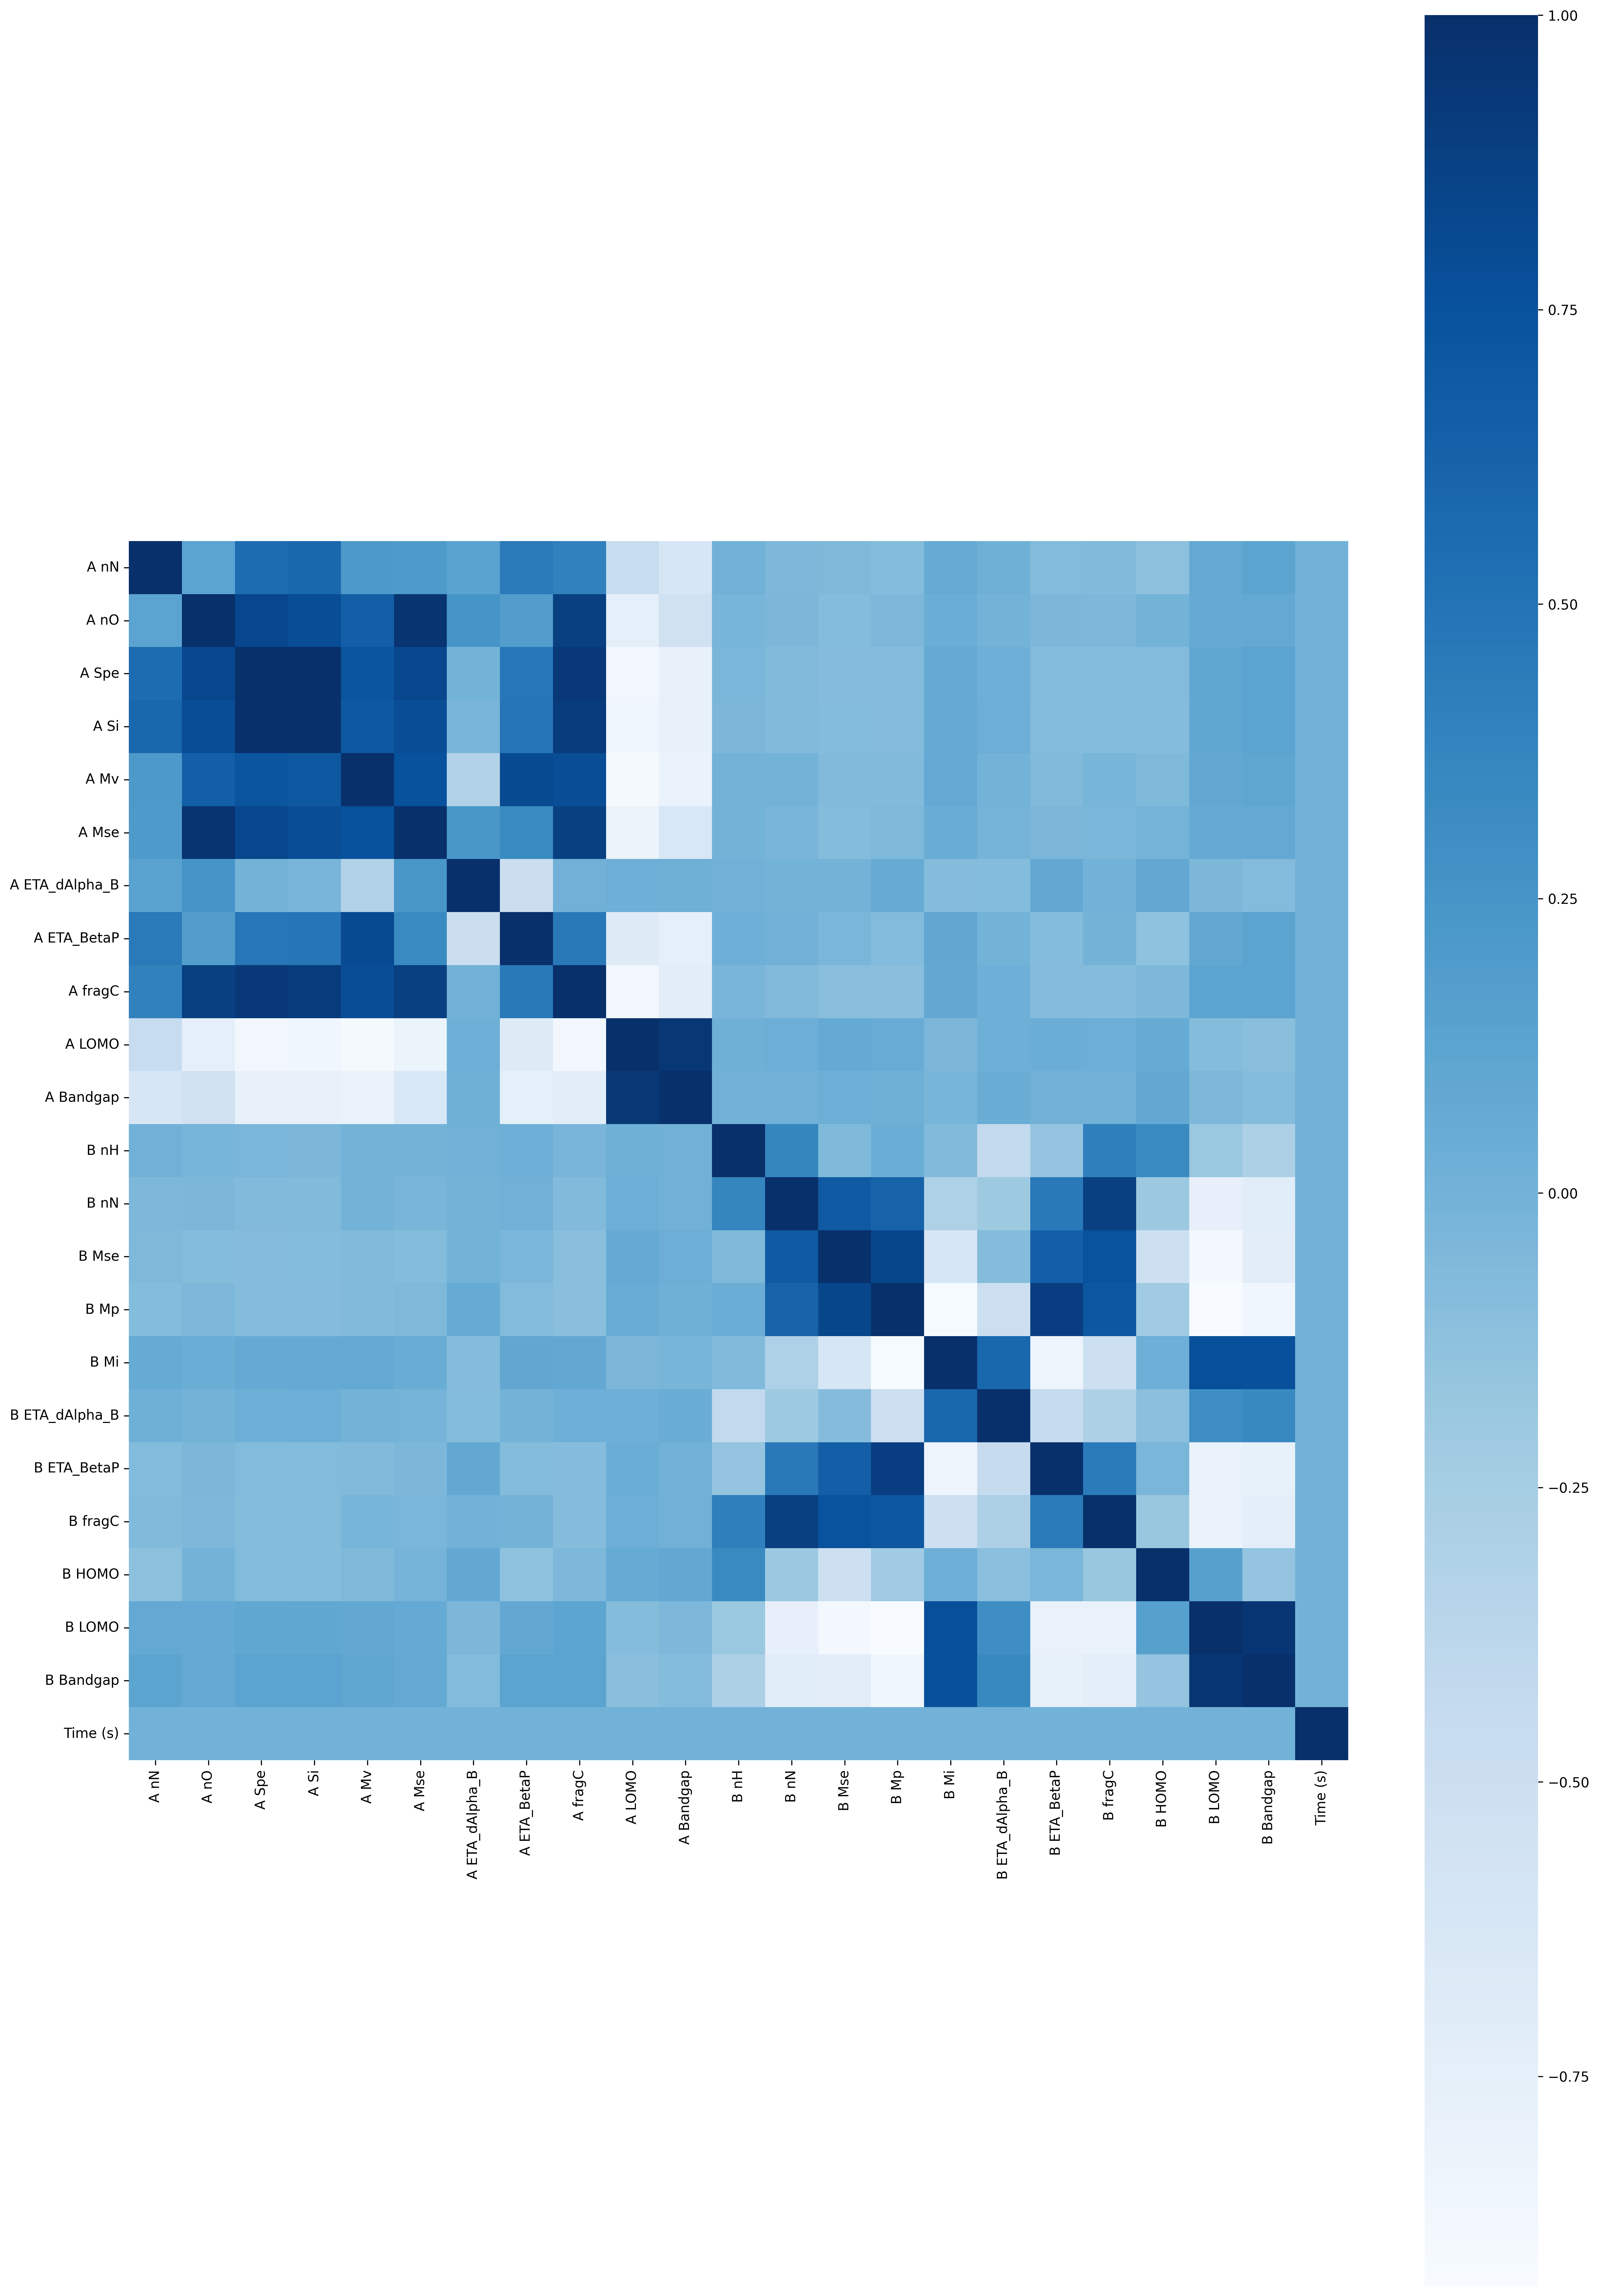 A nN
A nO
A Spe
A Si
A Mv
A Mse
A ETA_dAlpha_B
A ETA_BetaP
A fragC
A LOMO
A Bandgap
B nH
B nN
B Mse
B Mp
B Mi
B ETA_dAlpha_B
B ETA_BetaP
B fragC
B HOMO
B LOMO
B Bandgap
Time (s)
A nN
A nO
A Spe
A Si
A Mv
A Mse
A ETA_dAlpha_B
A ETA_BetaP
A fragC
A LOMO
A Bandgap
B nH
B nN
B Mse
B Mp
B Mi
B ETA_dAlpha_B
B ETA_BetaP
B fragC
B HOMO
B LOMO
B Bandgap
Time (s)
1.00
0.75
0.50
0.25
0.00
−0.25
−0.50
−0.75